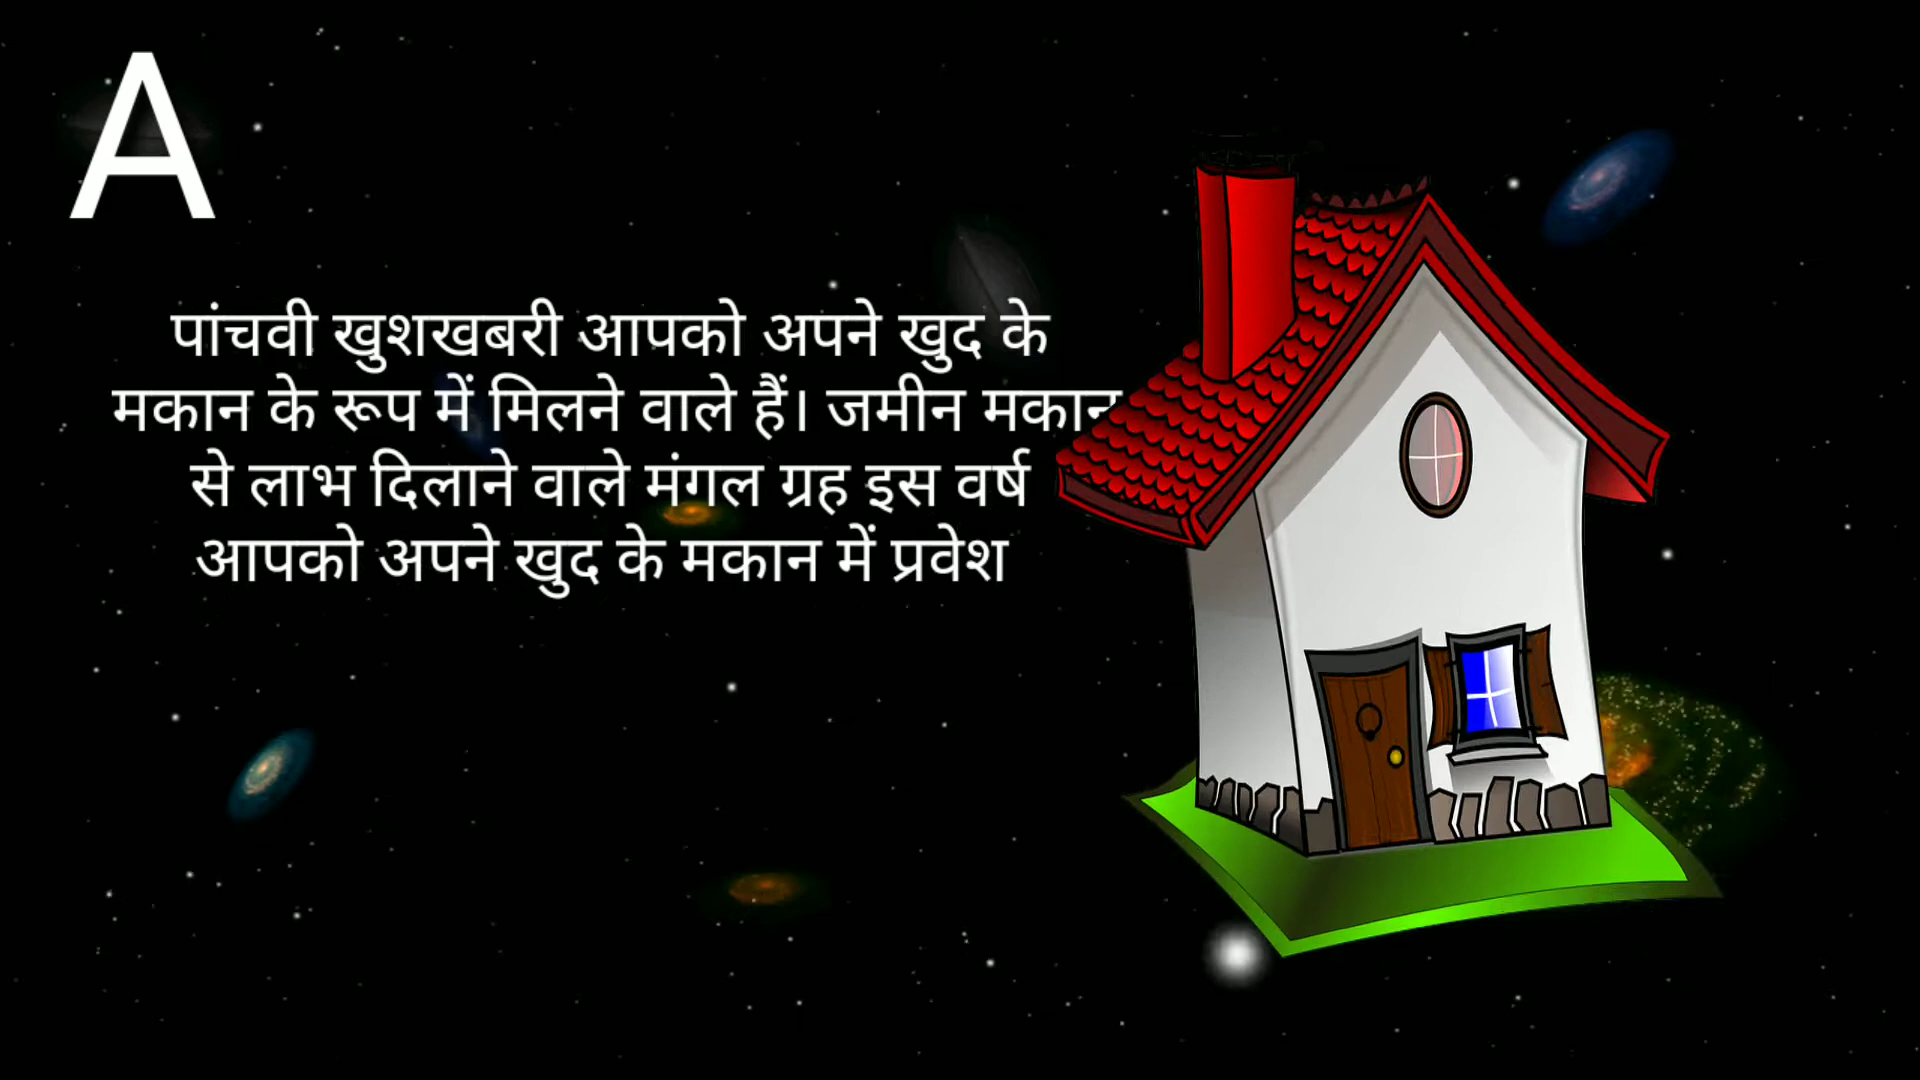 A
पांचवी खुशखबरी आपको अपने खुद के
मकान के रूप में मिलने वाले हैं। जमीन मकान
से लाभ दिलाने वाले मंगल ग्रह इस वर्ष
आपको अपने खुद के मकान में प्रवेश